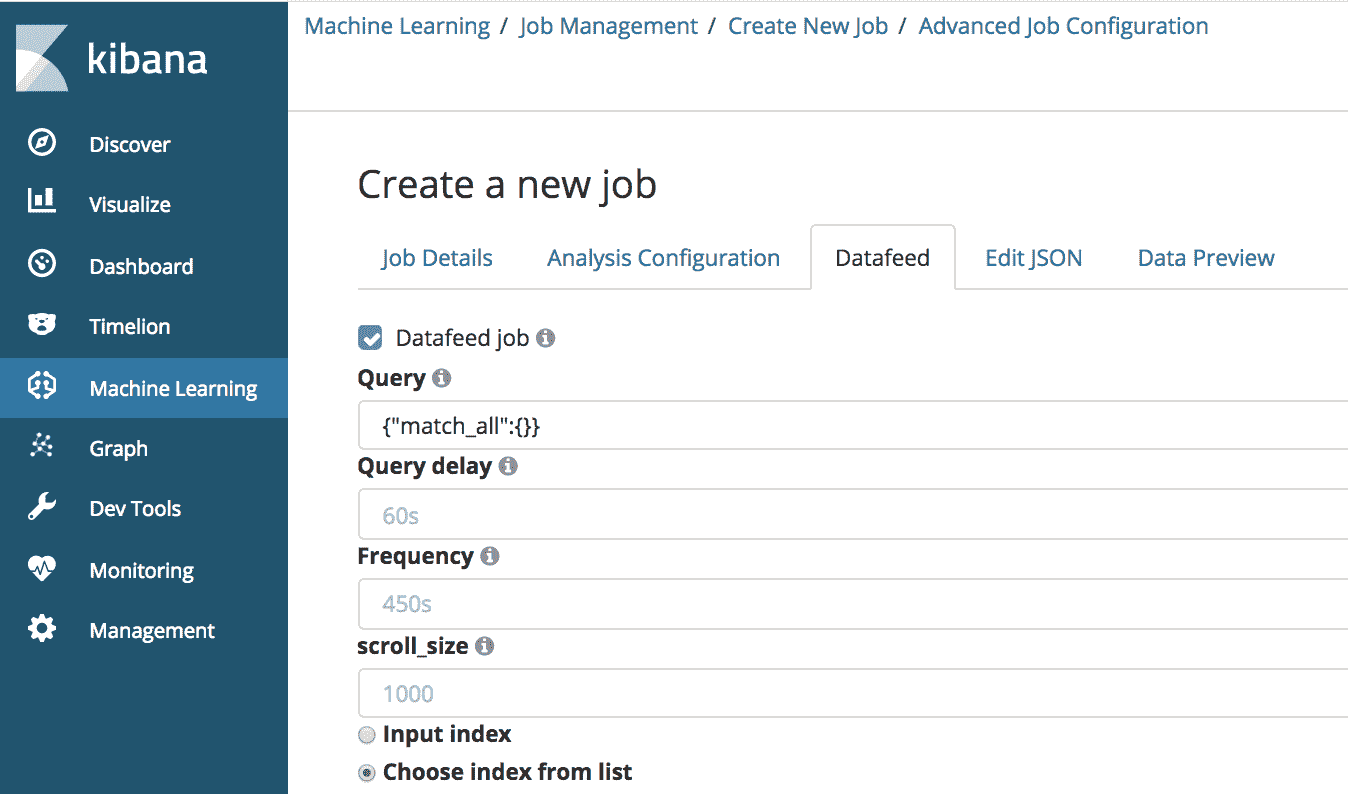 kibana
Discover
Visualize
Dashboard
Timelion
Machine Learning
Graph
Dev Tools
Monitoring
Management
Machine Learning / Job Management / Create New Job / Advanced Job Configuration
Create a new job
Job Details Analysis Configuration Datafeed Edit JSON Data Preview
Datafeed job
Query
{"match_all":{}}
Query delay
60s
Frequency
450s
scroll_size
1000
Input index
Choose index from list